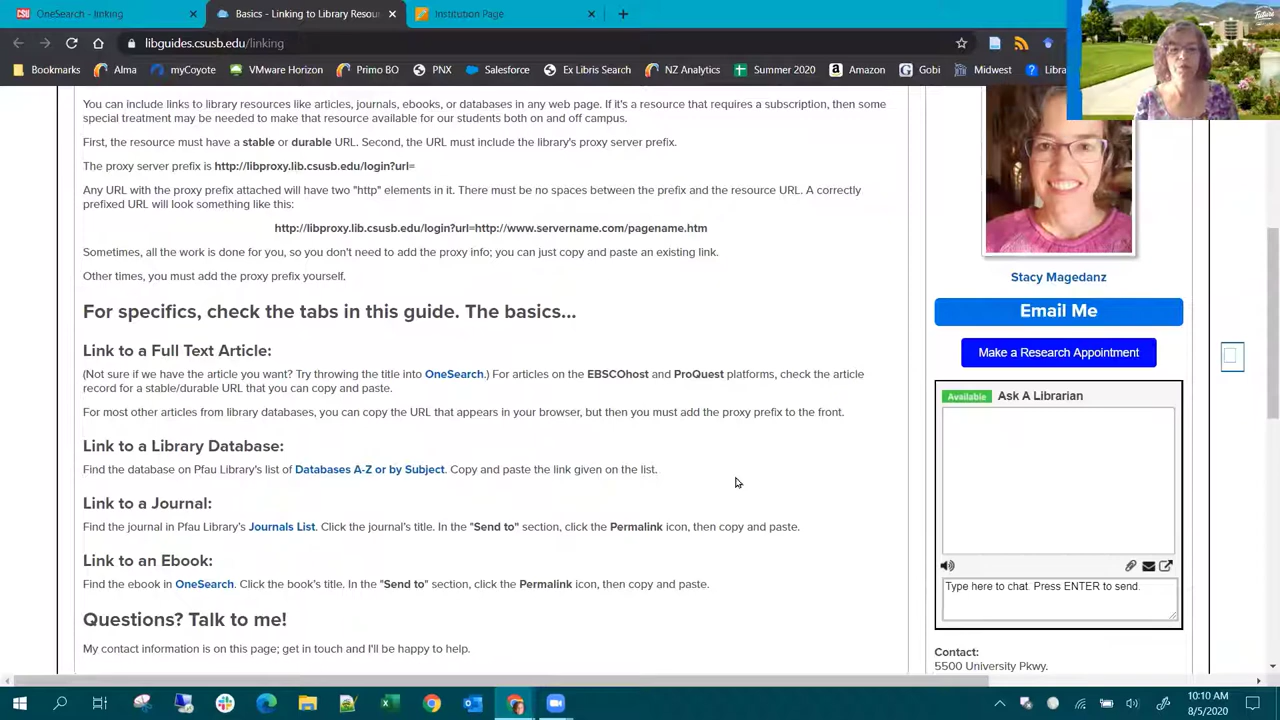 OneSearch - linking
Basics - Linking to Library Resou
Institution Page
libguides.csusb.edu/linking
Bookmarks
Alma
myCoyote
VMware Horizon
Primo BO
PNX
Salesforce
Ex Libris Search
NZ Analytics
Summer 2020
Amazon
Gobi
Midwest
Libra
You can include links to library resources like articles, journals, ebooks, or databases in any web page. If it's a resource that requires a subscription, then some
special treatment may be needed to make that resource available for our students both on and off campus.
First, the resource must have a stable or durable URL. Second, the URL must include the library's proxy server prefix.
The proxy server prefix is http://libproxy.lib.csusb.edu/login?url=
Any URL with the proxy prefix attached will have two "http" elements in it. There must be no spaces between the prefix and the resource URL. A correctly
prefixed URL will look something like this:
http://libproxy.lib.csusb.edu/login?url=http://www.servername.com/pagename.htm
Sometimes, all the work is done for you, so you don't need to add the proxy info; you can just copy and paste an existing link.
Other times, you must add the proxy prefix yourself.
For specifics, check the tabs in this guide. The basics...
Link to a Full Text Article:
(Not sure if we have the article you want? Try throwing the title into OneSearch.) For articles on the EBSCOhost and ProQuest platforms, check the article
record for a stable/durable URL that you can copy and paste.
For most other articles from library databases, you can copy the URL that appears in your browser, but then you must add the proxy prefix to the front.
Link to a Library Database:
Find the database on Pfau Library's list of Databases A-Z or by Subject. Copy and paste the link given on the list.
Link to a Journal:
Find the journal in Pfau Library's Journals List. Click the journal's title. In the "Send to" section, click the Permalink icon, then copy and paste.
Link to an Ebook:
Find the ebook in OneSearch. Click the book's title. In the "Send to" section, click the Permalink icon, then copy and paste.
Questions? Talk to me!
My contact information is on this page; get in touch and I'll be happy to help.
Stacy Magedanz
Email Me
Make a Research Appointment
Available Ask A Librarian
Type here to chat. Press ENTER to send.
Contact:
5500 University Pkwy.
10:10 AM
8/5/2020